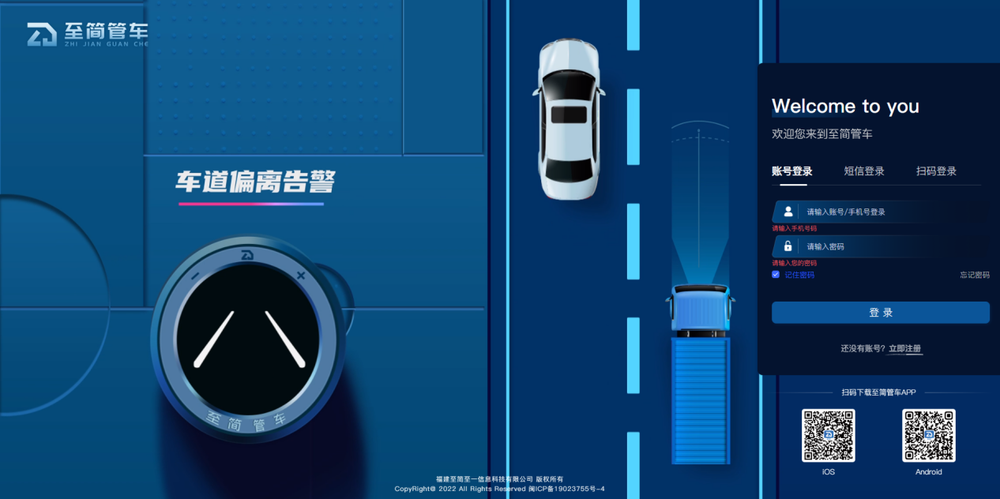 至简管车
ZHI JIAN GUAN CHE
车道偏离告警
至简管车
Welcome to you
欢迎您来到至简管车
账号登录 短信登录 扫码登录
请输入账号/手机号登录
请输入手机号码
请输入密码
请输入您的密码
记住密码 忘记密码
登 录
还没有账号? 立即注册
扫码下载至简管车APP
iOS Android
福建至简至一信息科技有限公司 版权所有
CopyRight@ 2022 All Rights Reserved 闽ICP备19023755号-4